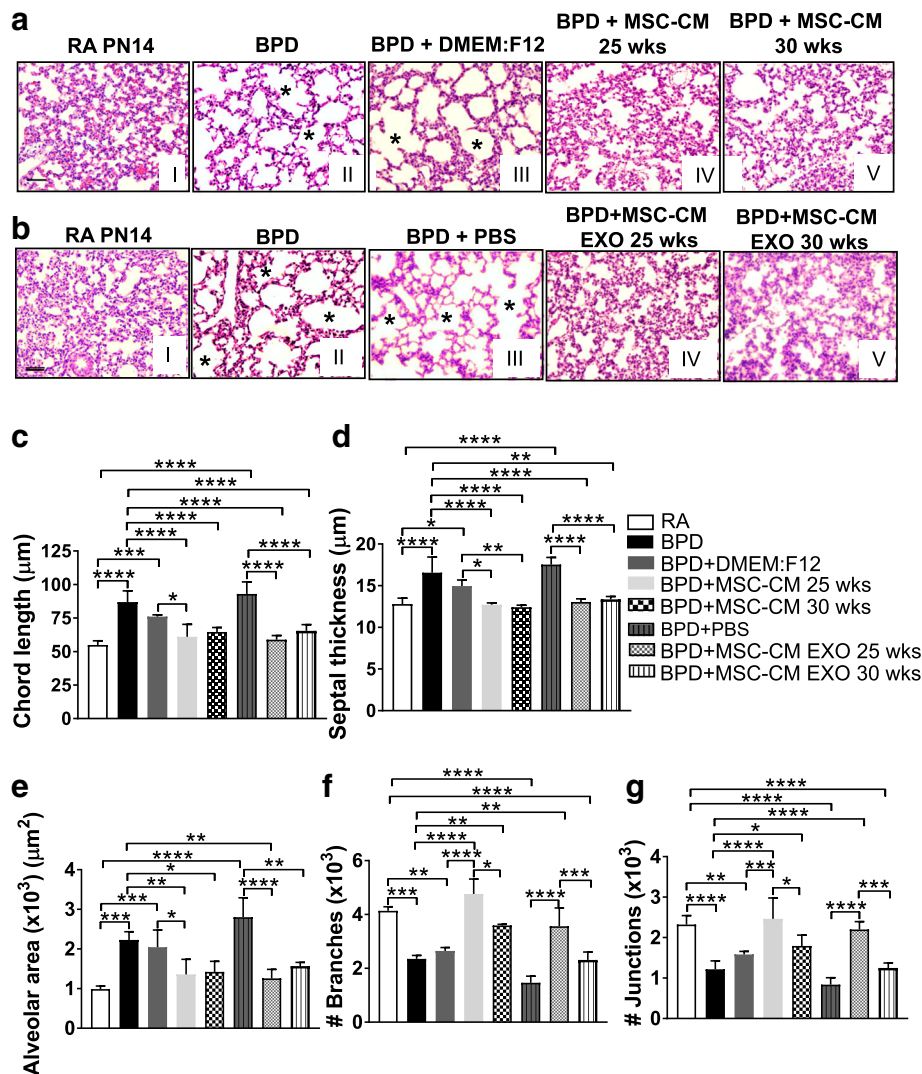 a
RA PN14
BPD
BPD + DMEM:F12
BPD + MSC-CM
25 wks
BPD + MSC-CM
30 wks
*
*
*
*
I
II
III
IV
V
b
RA PN14
BPD
BPD + PBS
BPD+MSC-CM
EXO 25 wks
BPD+MSC-CM
EXO 30 wks
*
*
*
*
*
*
I
II
III
IV
V
c
****
****
****
****
****
****
***
****
****
*
Chord length (μm)
125
100
75
50
25
0
d
****
**
****
****
****
****
*
**
****
****
*
Septal thickness (μm)
20
15
10
5
0
RA
BPD
BPD+DMEM:F12
BPD+MSC-CM 25 wks
BPD+MSC-CM 30 wks
BPD+PBS
BPD+MSC-CM EXO 25 wks
BPD+MSC-CM EXO 30 wks
e
**
****
*
**
**
***
****
***
*
Alveolar area (x10³) (μm²)
4
3
2
1
0
f
****
****
**
**
****
**
****
***
*
***
****
# Branches (x10³)
6
4
2
0
g
****
****
****
*
****
**
***
****
*
***
****
# Junctions (x10³)
4
3
2
1
0